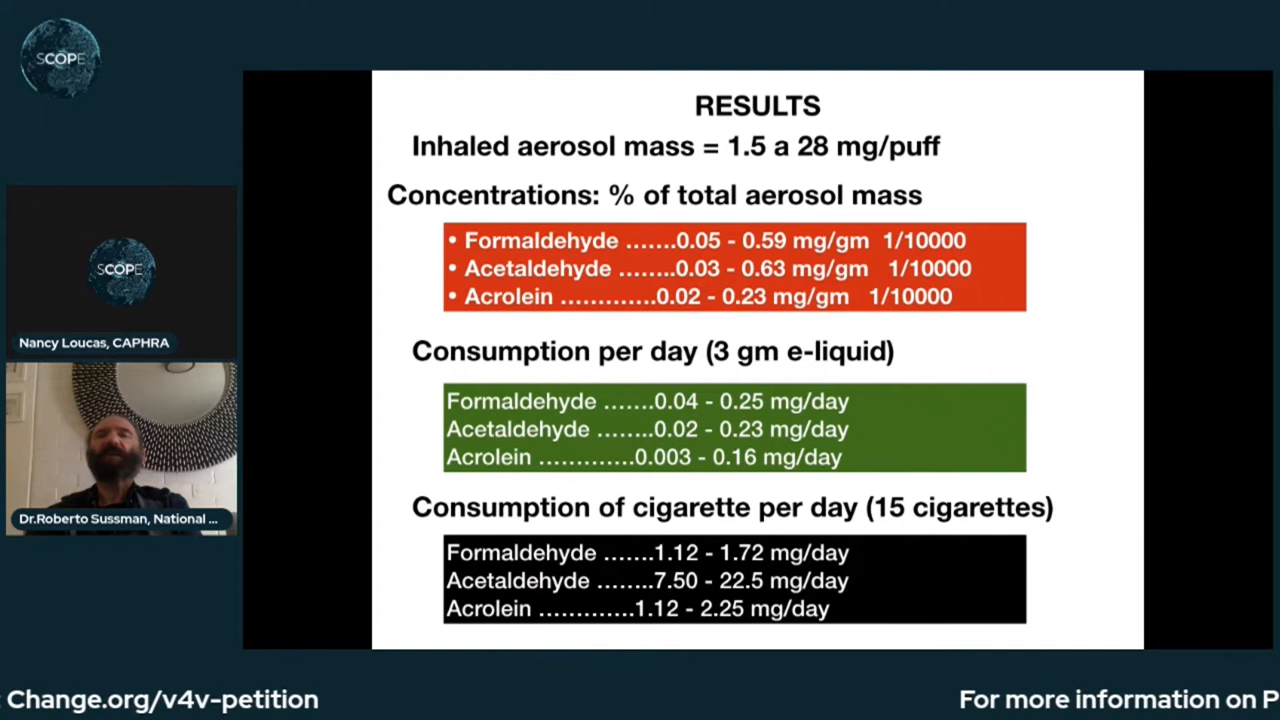 SCOPE
RESULTS
Inhaled aerosol mass = 1.5 a 28 mg/puff
Concentrations: % of total aerosol mass
• Formaldehyde .......0.05 - 0.59 mg/gm 1/10000
• Acetaldehyde ........0.03 - 0.63 mg/gm 1/10000
• Acrolein .............0.02 - 0.23 mg/gm 1/10000
Consumption per day (3 gm e-liquid)
Formaldehyde .......0.04 - 0.25 mg/day
Acetaldehyde ........0.02 - 0.23 mg/day
Acrolein .............0.003 - 0.16 mg/day
Consumption of cigarette per day (15 cigarettes)
Formaldehyde .......1.12 - 1.72 mg/day
Acetaldehyde ........7.50 - 22.5 mg/day
Acrolein .............1.12 - 2.25 mg/day
SCOPE
Nancy Loucas, CAPHRA
Dr.Roberto Sussman, National ...
: Change.org/v4v-petition
For more information on P